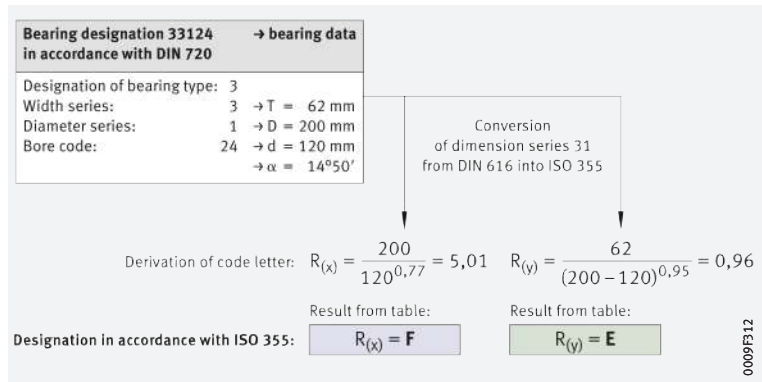 Bearing designation 33124 → bearing data
in accordance with DIN 720
Designation of bearing type: 3
Width series: 3 → T = 62 mm
Diameter series: 1 → D = 200 mm
Bore code: 24 → d = 120 mm
→ α = 14°50′
Conversion
of dimension series 31
from DIN 616 into ISO 355
Derivation of code letter: R(x) = 200 / 120^0,77 = 5,01 R(y) = 62 / (200 – 120)^0,95 = 0,96
Result from table: Result from table:
Designation in accordance with ISO 355: R(x) = F R(y) = E
0009F312